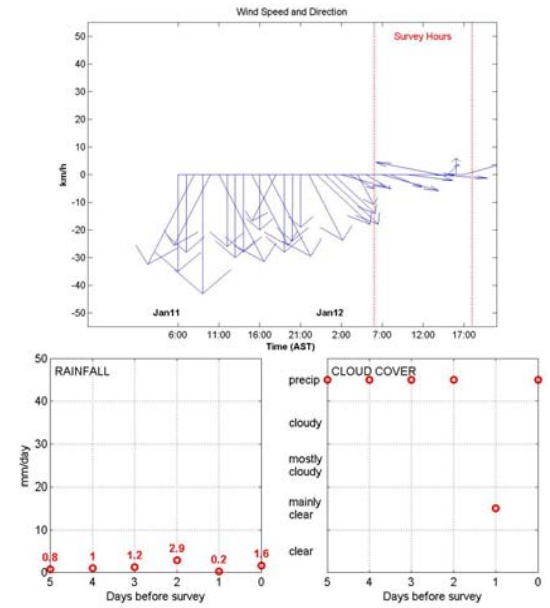 Wind Speed and Direction
50
Survey Hours
40
30
20
10
0
km/h
-10
-20
-30
-40
-50
Jan11 Jan12
6:00 11:00 16:00 21:00 2:00 7:00 12:00 17:00
Time (AST)
RAINFALL
50
40
30
20
10
0
mm/day
0.8 1 1.2 2.9 0.2 1.6
5 4 3 2 1 0
Days before survey
CLOUD COVER
precip
cloudy
mostly
cloudy
mainly
clear
clear
5 4 3 2 1 0
Days before survey